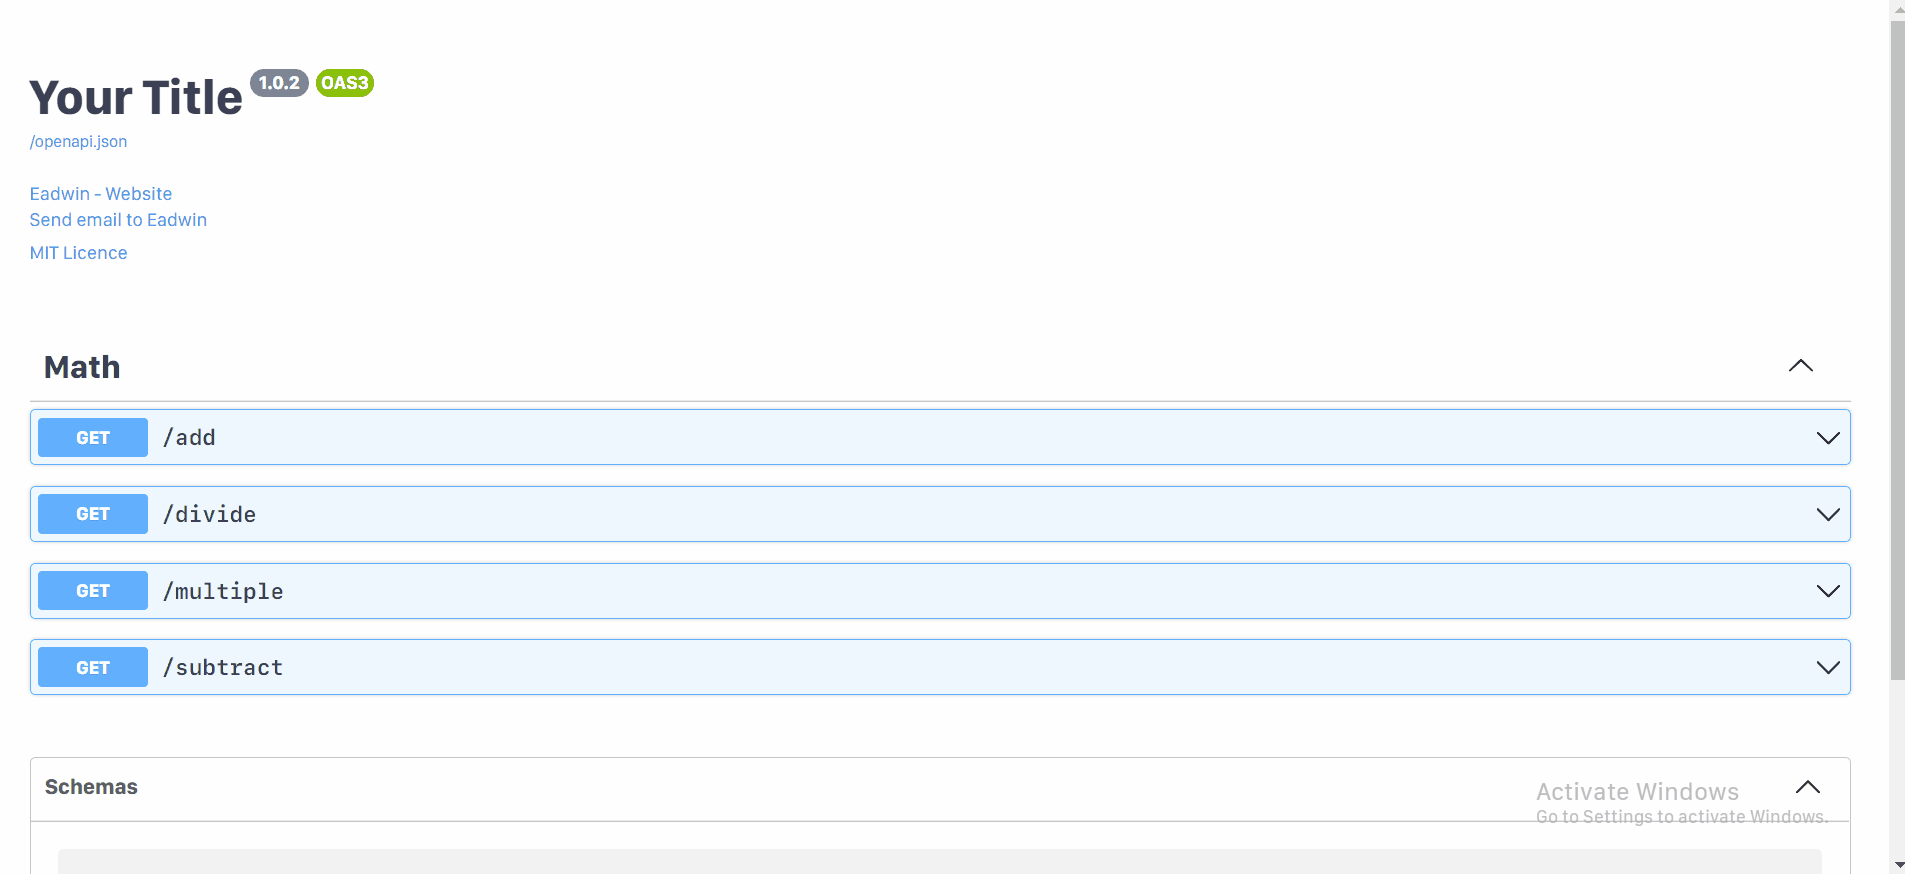 Your Title 1.0.2 OAS3
/openapi.json
Eadwin - Website
Send email to Eadwin
MIT Licence
Math
GET /add
GET /divide
GET /multiple
GET /subtract
Schemas
Activate Windows
Go to Settings to activate Windows.